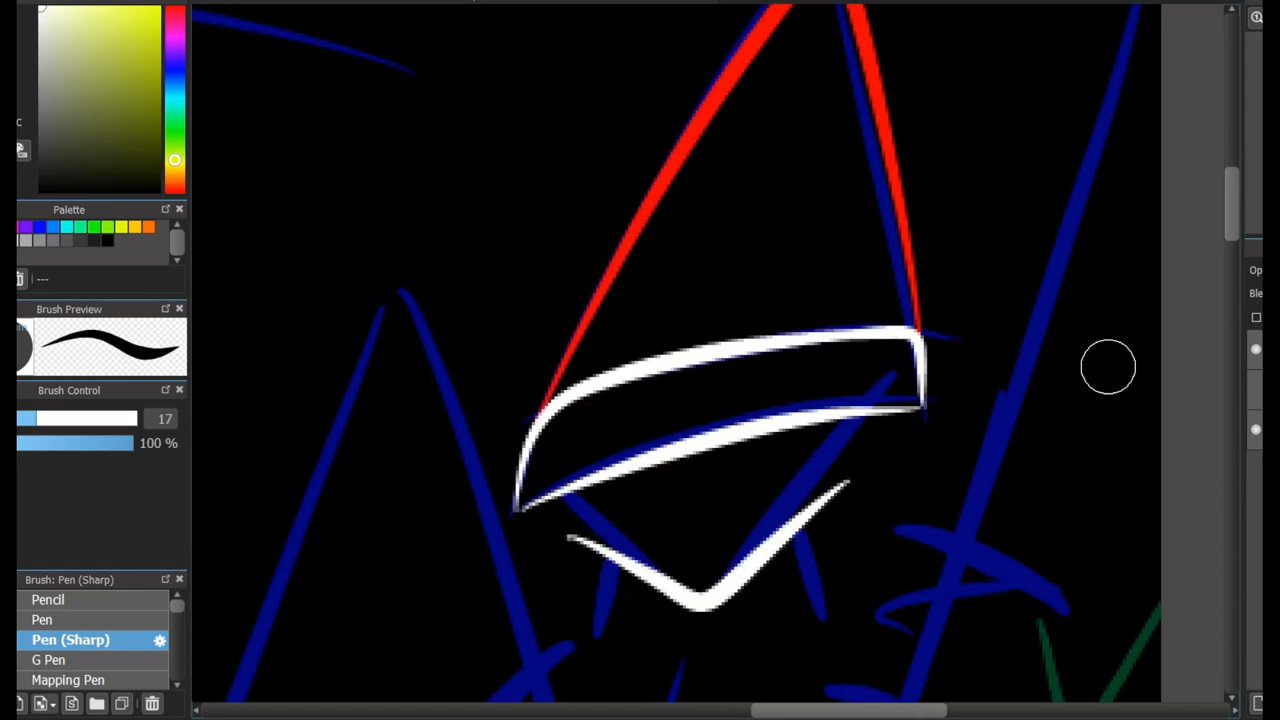 c
Palette
---
Brush Preview
Brush Control
17
100 %
Brush: Pen (Sharp)
Pencil
Pen
Pen (Sharp)
G Pen
Mapping Pen
Op
Ble